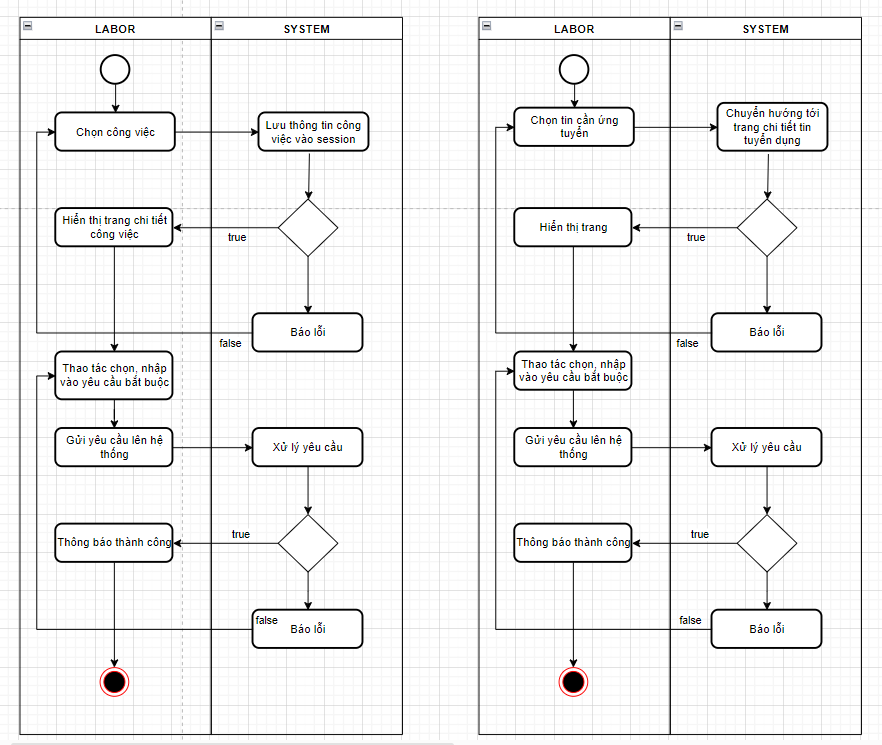 LABOR
SYSTEM
Chọn công việc
Lưu thông tin công
việc vào session
Hiển thị trang chi tiết
công việc
true
Báo lỗi
false
Thao tác chọn, nhập
vào yêu cầu bắt buộc
Gửi yêu cầu lên hệ
thống
Xử lý yêu cầu
Thông báo thành công
true
false
Báo lỗi
LABOR
SYSTEM
Chọn tin cần ứng
tuyển
Chuyển hướng tới
trang chi tiết tin
tuyển dụng
Hiển thị trang
true
Báo lỗi
false
Thao tác chọn, nhập
vào yêu cầu bắt buộc
Gửi yêu cầu lên hệ
thống
Xử lý yêu cầu
Thông báo thành công
true
false
Báo lỗi